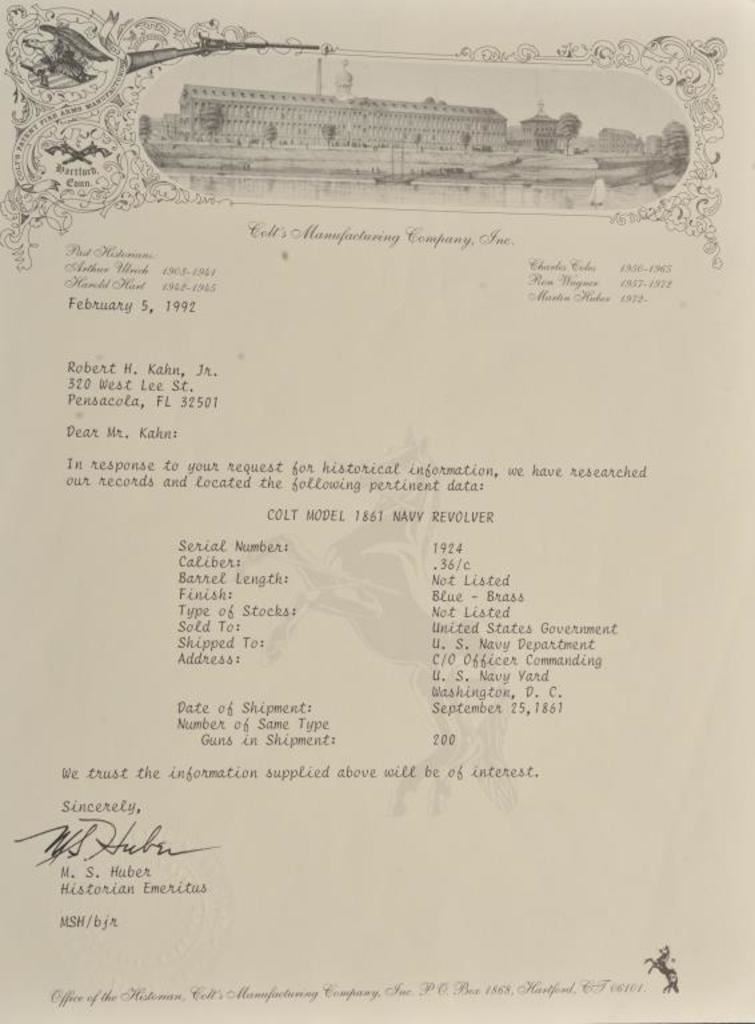 COLT'S PATENT FIRE ARMS MANUFACTURING
Hartford,
Conn.
Colt's Manufacturing Company, Inc.
Past Historians:
Arthur Ulrich 1908-1941
Harold Hart 1942-1945
Charles Coles 1950-1965
Ron Wagner 1957-1972
Martin Huber 1972-
February 5, 1992
Robert H. Kahn, Jr.
320 West Lee St.
Pensacola, FL 32501
Dear Mr. Kahn:
In response to your request for historical information, we have researched
our records and located the following pertinent data:
COLT MODEL 1861 NAVY REVOLVER
Serial Number: 1924
Caliber: .36/c
Barrel Length: Not Listed
Finish: Blue - Brass
Type of Stocks: Not Listed
Sold To: United States Government
Shipped To: U. S. Navy Department
Address: C/O Officer Commanding
U. S. Navy Yard
Washington, D. C.
Date of Shipment: September 25,1861
Number of Same Type
Guns in Shipment: 200
We trust the information supplied above will be of interest.
Sincerely,
M.S. Huber
M. S. Huber
Historian Emeritus
MSH/bjr
Office of the Historian, Colt's Manufacturing Company, Inc. P.O. Box 1868, Hartford, CT 06101.